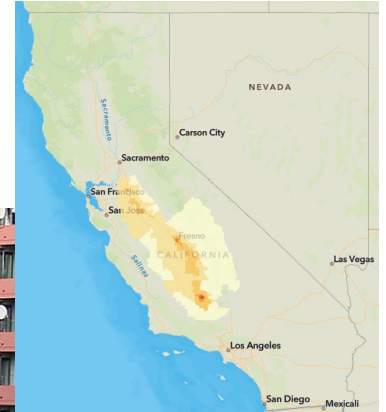 NEVADA
Carson City
Sacramento
Sacramento
San Francisco
San Jose
Fresno
CALIFORNIA
Salinas
Las Vegas
Los Angeles
San Diego
Mexicali